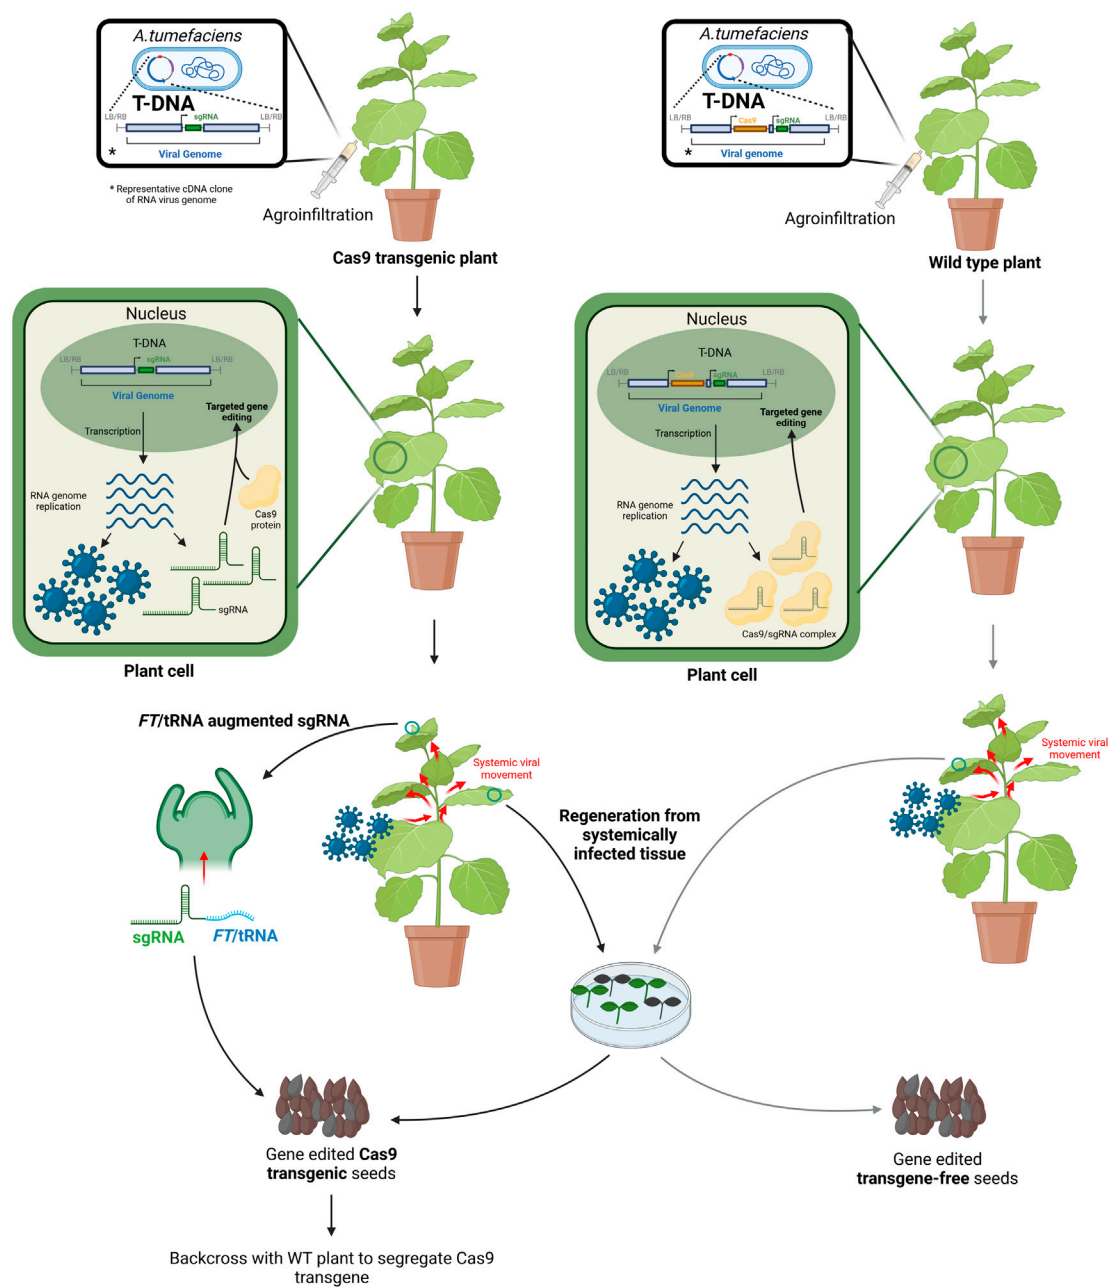 A.tumefaciens
T-DNA
LB/RB
sgRNA
LB/RB
*
Viral Genome
* Representative cDNA clone
of RNA virus genome
Agroinfiltration
Cas9 transgenic plant
A.tumefaciens
T-DNA
LB/RB
Cas9
sgRNA
LB/RB
*
Viral genome
Agroinfiltration
Wild type plant
Nucleus
T-DNA
LB/RB
sgRNA
LB/RB
Viral Genome
Targeted gene
editing
Transcription
RNA genome
replication
Cas9
protein
sgRNA
Plant cell
Nucleus
T-DNA
LB/RB
Cas9
sgRNA
LB/RB
Viral Genome
Targeted gene
editing
Transcription
RNA genome
replication
Cas9/sgRNA complex
Plant cell
FT/tRNA augmented sgRNA
Systemic viral
movement
Systemic viral
movement
Regeneration from
systemically
infected tissue
sgRNA
FT/tRNA
Gene edited Cas9
transgenic seeds
Gene edited
transgene-free seeds
Backcross with WT plant to segregate Cas9
transgene